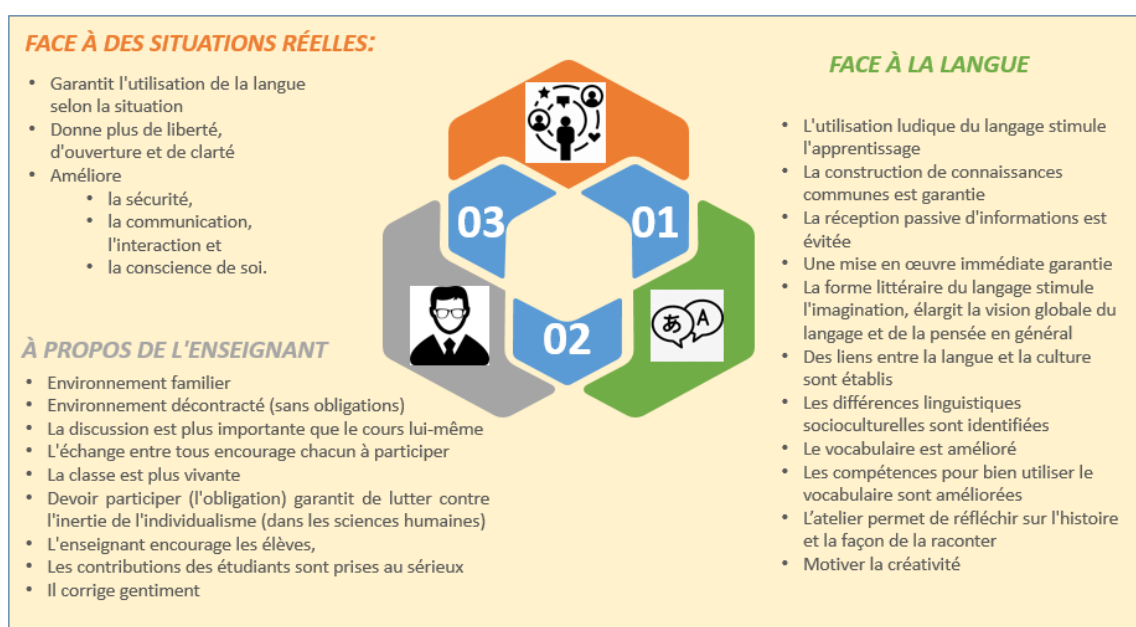 FACE À DES SITUATIONS RÉELLES:
• Garantit l'utilisation de la langue
selon la situation
• Donne plus de liberté,
d'ouverture et de clarté
• Améliore
• la sécurité,
• la communication,
l'interaction et
• la conscience de soi.
À PROPOS DE L'ENSEIGNANT
• Environnement familier
• Environnement décontracté (sans obligations)
• La discussion est plus importante que le cours lui-même
• L'échange entre tous encourage chacun à participer
• La classe est plus vivante
• Devoir participer (l'obligation) garantit de lutter contre
l'inertie de l'individualisme (dans les sciences humaines)
• L'enseignant encourage les élèves,
• Les contributions des étudiants sont prises au sérieux
• Il corrige gentiment
03
01
02
あ
A
FACE À LA LANGUE
• L'utilisation ludique du langage stimule
l'apprentissage
• La construction de connaissances
communes est garantie
• La réception passive d'informations est
évitée
• Une mise en œuvre immédiate garantie
• La forme littéraire du langage stimule
l'imagination, élargit la vision globale du
langage et de la pensée en général
• Des liens entre la langue et la culture
sont établis
• Les différences linguistiques
socioculturelles sont identifiées
• Le vocabulaire est amélioré
• Les compétences pour bien utiliser le
vocabulaire sont améliorées
• L’atelier permet de réfléchir sur l'histoire
et la façon de la raconter
• Motiver la créativité